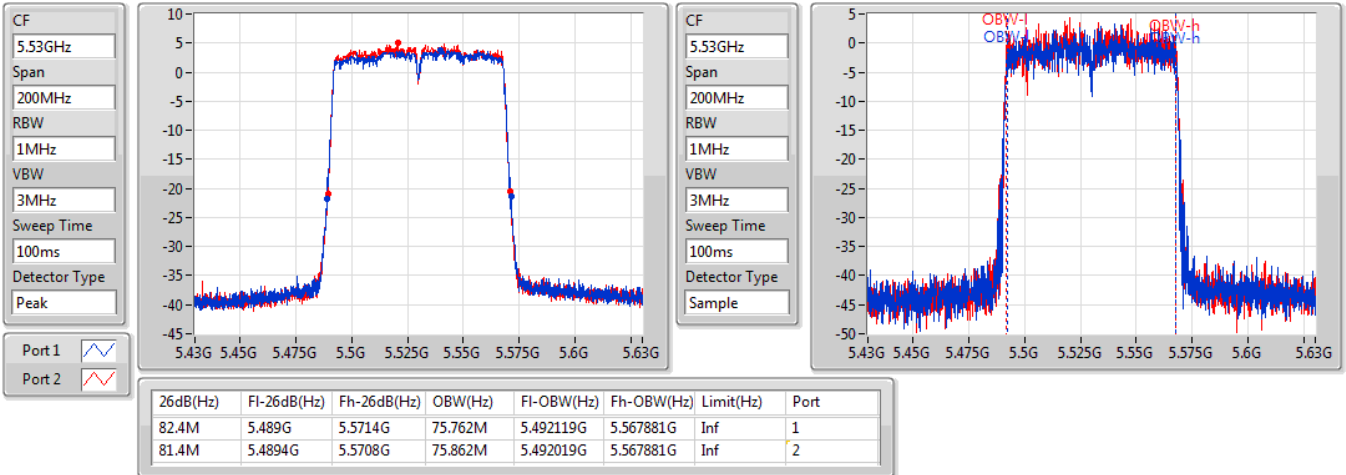 CF
5.53GHz
Span
200MHz
RBW
1MHz
VBW
3MHz
Sweep Time
100ms
Detector Type
Peak
10
5
0
-5
-10
-15
-20
-25
-30
-35
-40
-45
5.43G 5.45G 5.475G 5.5G 5.525G 5.55G 5.575G 5.6G 5.63G
CF
5.53GHz
Span
200MHz
RBW
1MHz
VBW
3MHz
Sweep Time
100ms
Detector Type
Sample
OBW-l OBW-h
OBW-l OBW-h
5
0
-5
-10
-15
-20
-25
-30
-35
-40
-45
-50
5.43G 5.45G 5.475G 5.5G 5.525G 5.55G 5.575G 5.6G 5.63G
Port 1
Port 2
26dB(Hz) Fl-26dB(Hz) Fh-26dB(Hz) OBW(Hz) Fl-OBW(Hz) Fh-OBW(Hz) Limit(Hz) Port
82.4M 5.489G 5.5714G 75.762M 5.492119G 5.567881G Inf 1
81.4M 5.4894G 5.5708G 75.862M 5.492019G 5.567881G Inf 2